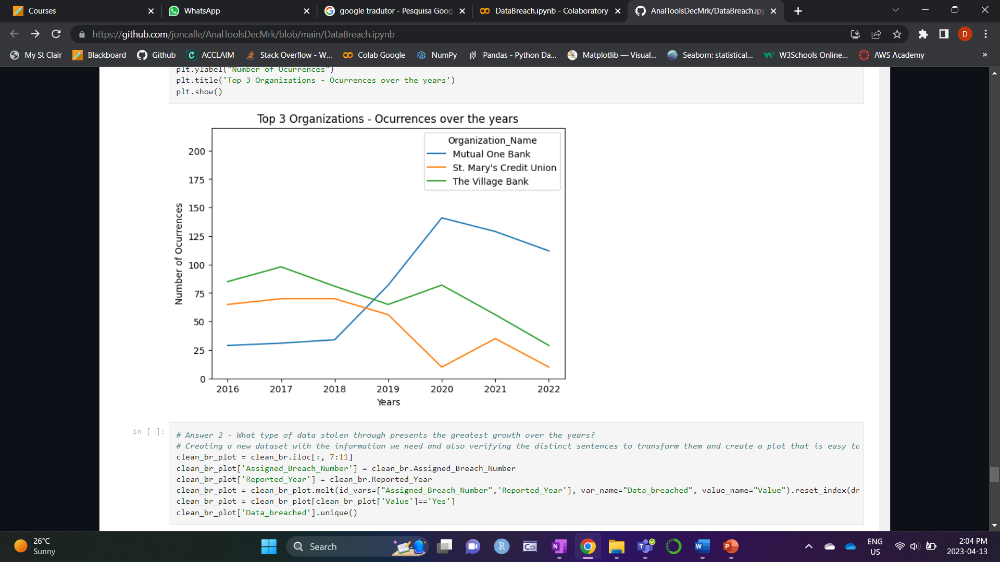 Courses
WhatsApp
google tradutor - Pesquisa Goog
DataBreach.ipynb - Colaboratory
AnalToolsDecMrk/DataBreach.ipy
https://github.com/joncalle/AnalToolsDecMrk/blob/main/DataBreach.ipynb
D
My St Clair
Blackboard
Github
ACCLAIM
Stack Overflow - W...
Colab Google
NumPy
Pandas - Python Da...
Matplotlib — Visual...
Seaborn: statistical...
W3Schools Online...
AWS Academy
»
plt.ylabel("Number of Ocurrences")
plt.title('Top 3 Organizations - Ocurrences over the years')
plt.show()
Top 3 Organizations - Ocurrences over the years
Organization_Name
Mutual One Bank
St. Mary's Credit Union
The Village Bank
200
175
150
125
100
75
50
25
0
Number of Ocurrences
2016 2017 2018 2019 2020 2021 2022
Years
In [ ]:
# Answer 2 - What type of data stolen through presents the greatest growth over the years?
# Creating a new dataset with the information we need and also verifying the distinct sentences to transform them and create a plot that is easy to
clean_br_plot = clean_br.iloc[:, 7:11]
clean_br_plot['Assigned_Breach_Number'] = clean_br.Assigned_Breach_Number
clean_br_plot['Reported_Year'] = clean_br.Reported_Year
clean_br_plot = clean_br_plot.melt(id_vars=["Assigned_Breach_Number",'Reported_Year'], var_name="Data_breached", value_name="Value").reset_index(dr
clean_br_plot = clean_br_plot[clean_br_plot['Value']=='Yes']
clean_br_plot['Data_breached'].unique()
26°C
Sunny
Search
ENG
US
2:04 PM
2023-04-13